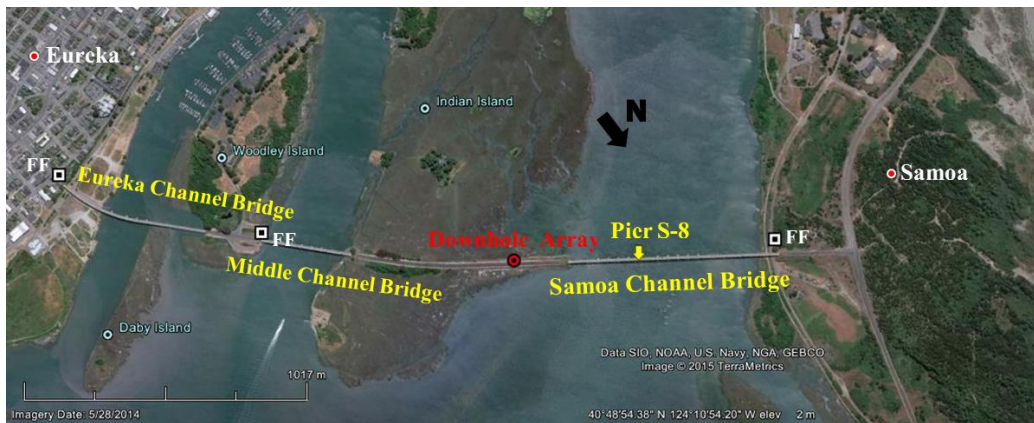 Eureka
Indian Island
N
Woodley Island
FF
Eureka Channel Bridge
Samoa
FF
Downhole Array
Pier S-8
FF
Middle Channel Bridge
Samoa Channel Bridge
Daby Island
Data SIO, NOAA, U.S. Navy, NGA, GEBCO
Image © 2015 TerraMetrics
1017 m
Imagery Date: 5/28/2014
40°48'54.38" N 124°10'54.20" W elev 2 m